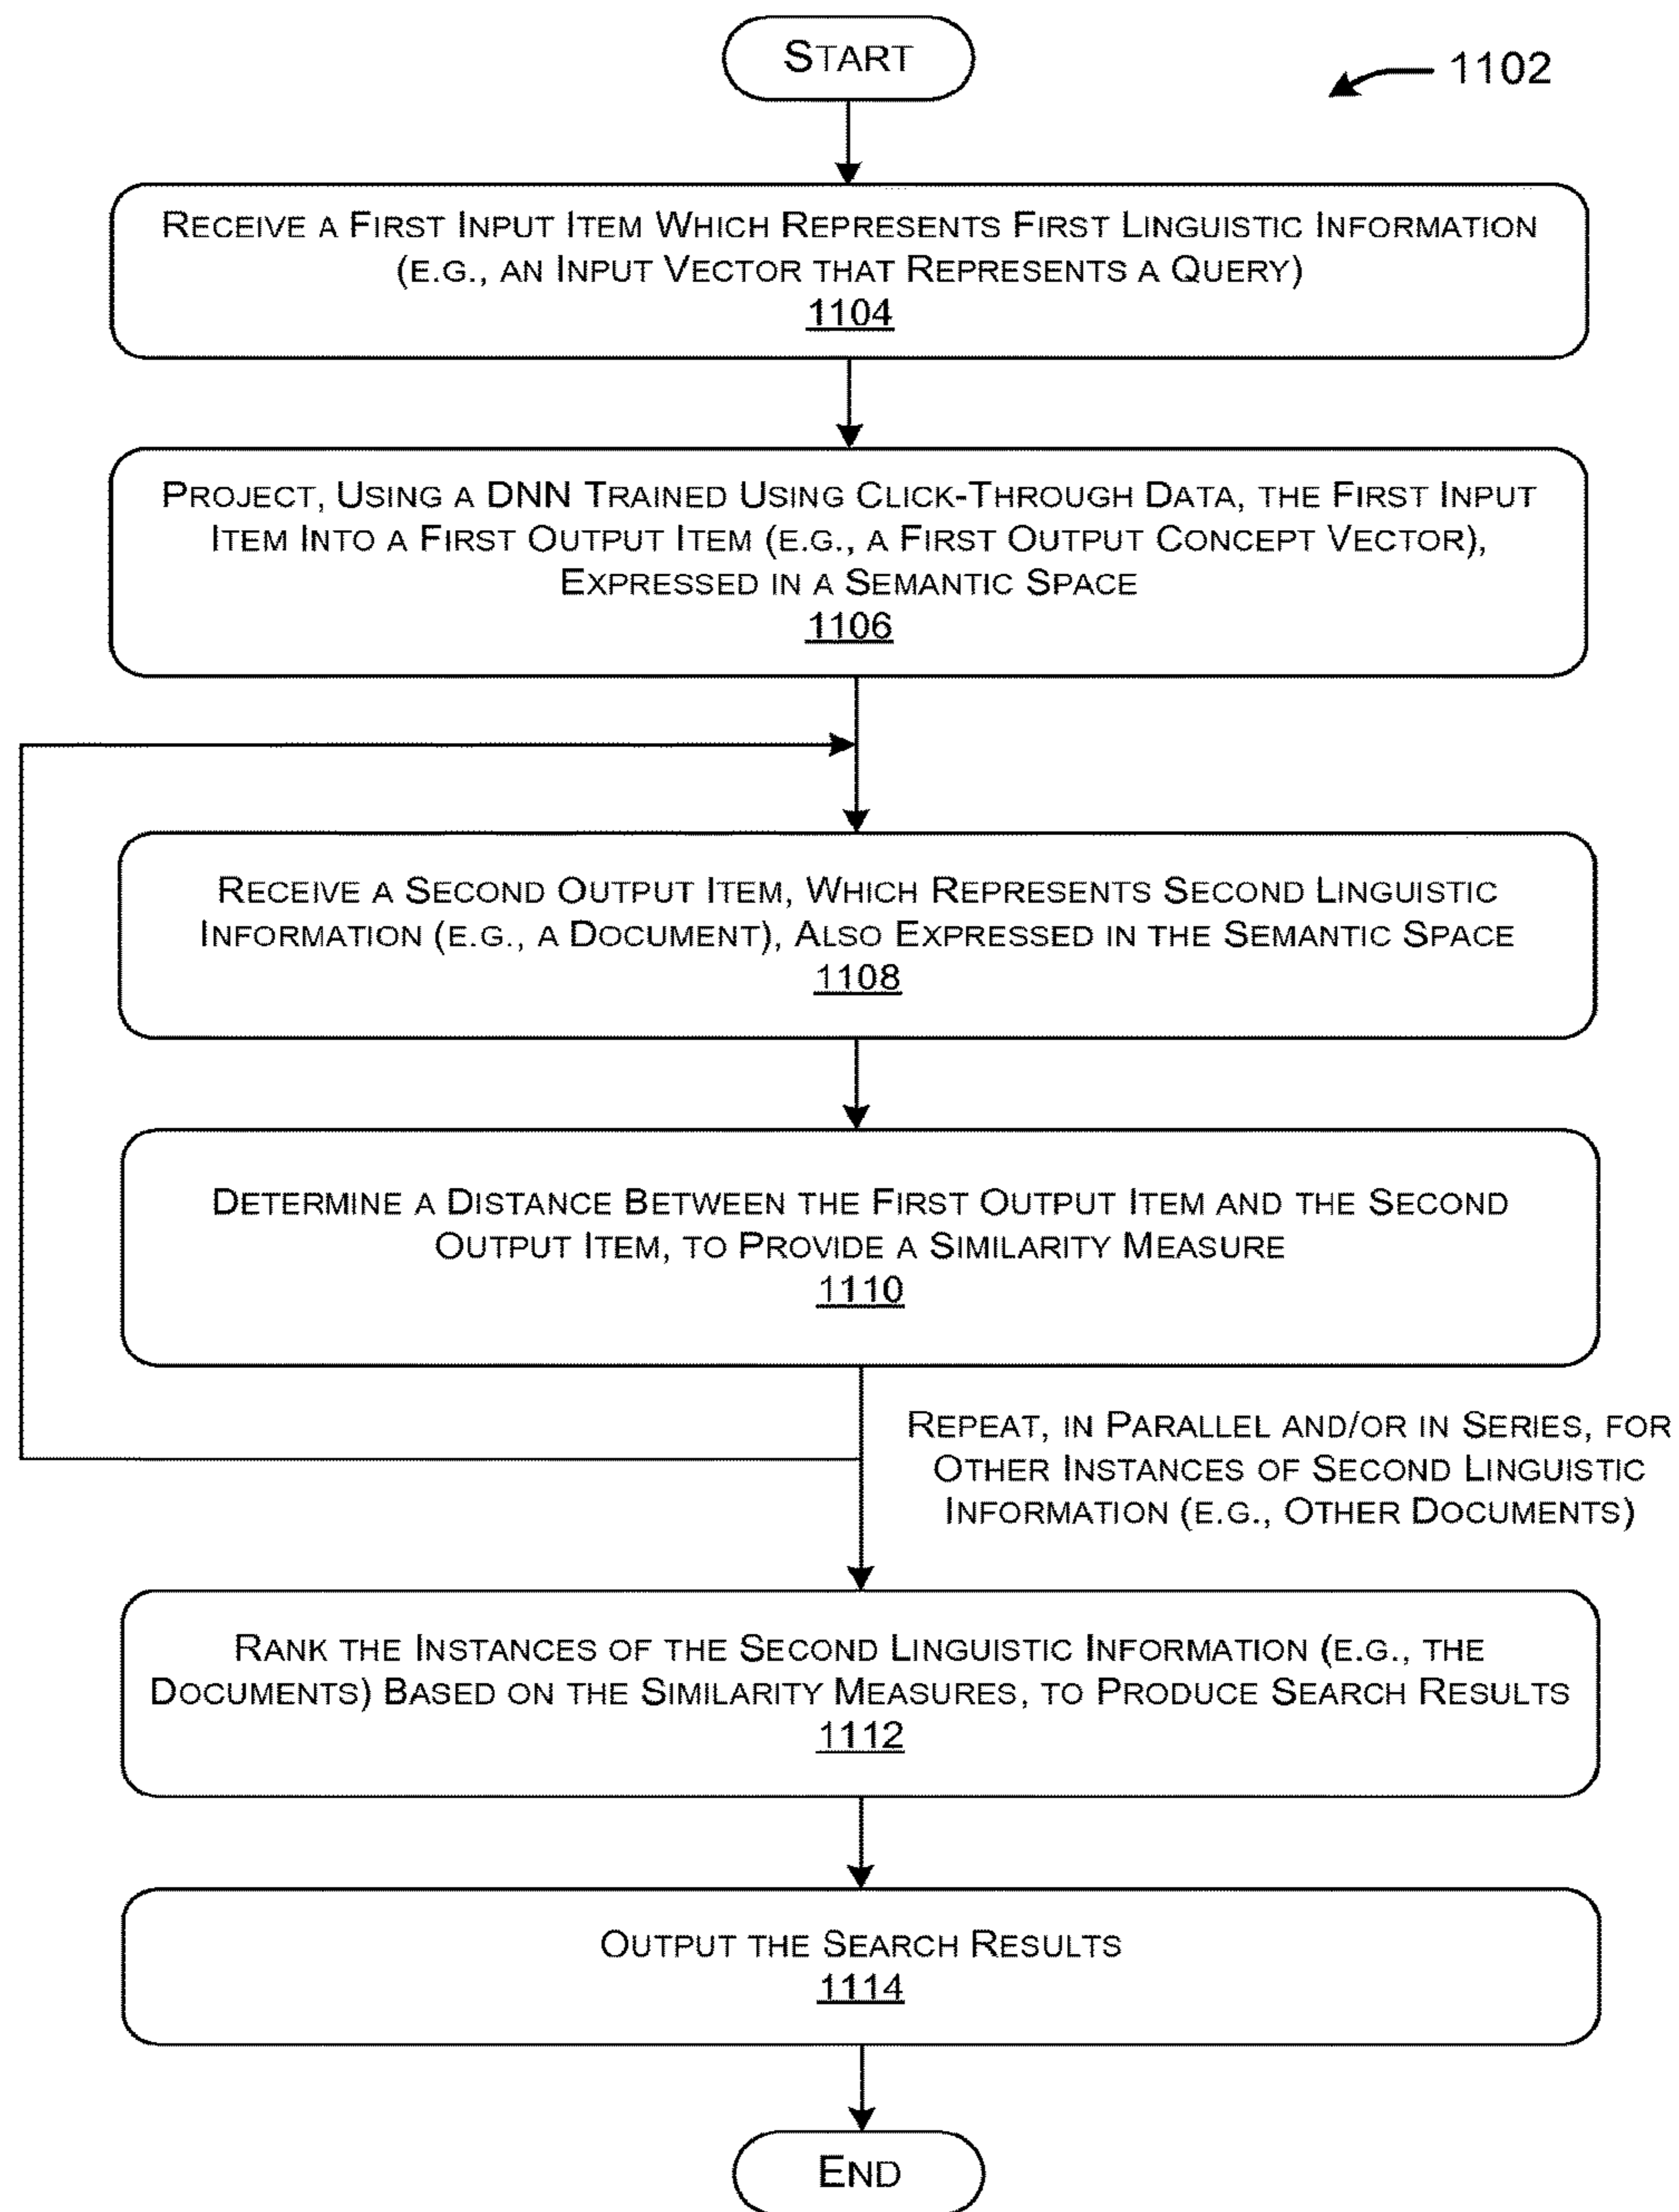 START
1102
RECEIVE A FIRST INPUT ITEM WHICH REPRESENTS FIRST LINGUISTIC INFORMATION
(E.G., AN INPUT VECTOR THAT REPRESENTS A QUERY)
1104
PROJECT, USING A DNN TRAINED USING CLICK-THROUGH DATA, THE FIRST INPUT
ITEM INTO A FIRST OUTPUT ITEM (E.G., A FIRST OUTPUT CONCEPT VECTOR),
EXPRESSED IN A SEMANTIC SPACE
1106
RECEIVE A SECOND OUTPUT ITEM, WHICH REPRESENTS SECOND LINGUISTIC
INFORMATION (E.G., A DOCUMENT), ALSO EXPRESSED IN THE SEMANTIC SPACE
1108
DETERMINE A DISTANCE BETWEEN THE FIRST OUTPUT ITEM AND THE SECOND
OUTPUT ITEM, TO PROVIDE A SIMILARITY MEASURE
1110
REPEAT, IN PARALLEL AND/OR IN SERIES, FOR
OTHER INSTANCES OF SECOND LINGUISTIC
INFORMATION (E.G., OTHER DOCUMENTS)
RANK THE INSTANCES OF THE SECOND LINGUISTIC INFORMATION (E.G., THE
DOCUMENTS) BASED ON THE SIMILARITY MEASURES, TO PRODUCE SEARCH RESULTS
1112
OUTPUT THE SEARCH RESULTS
1114
END